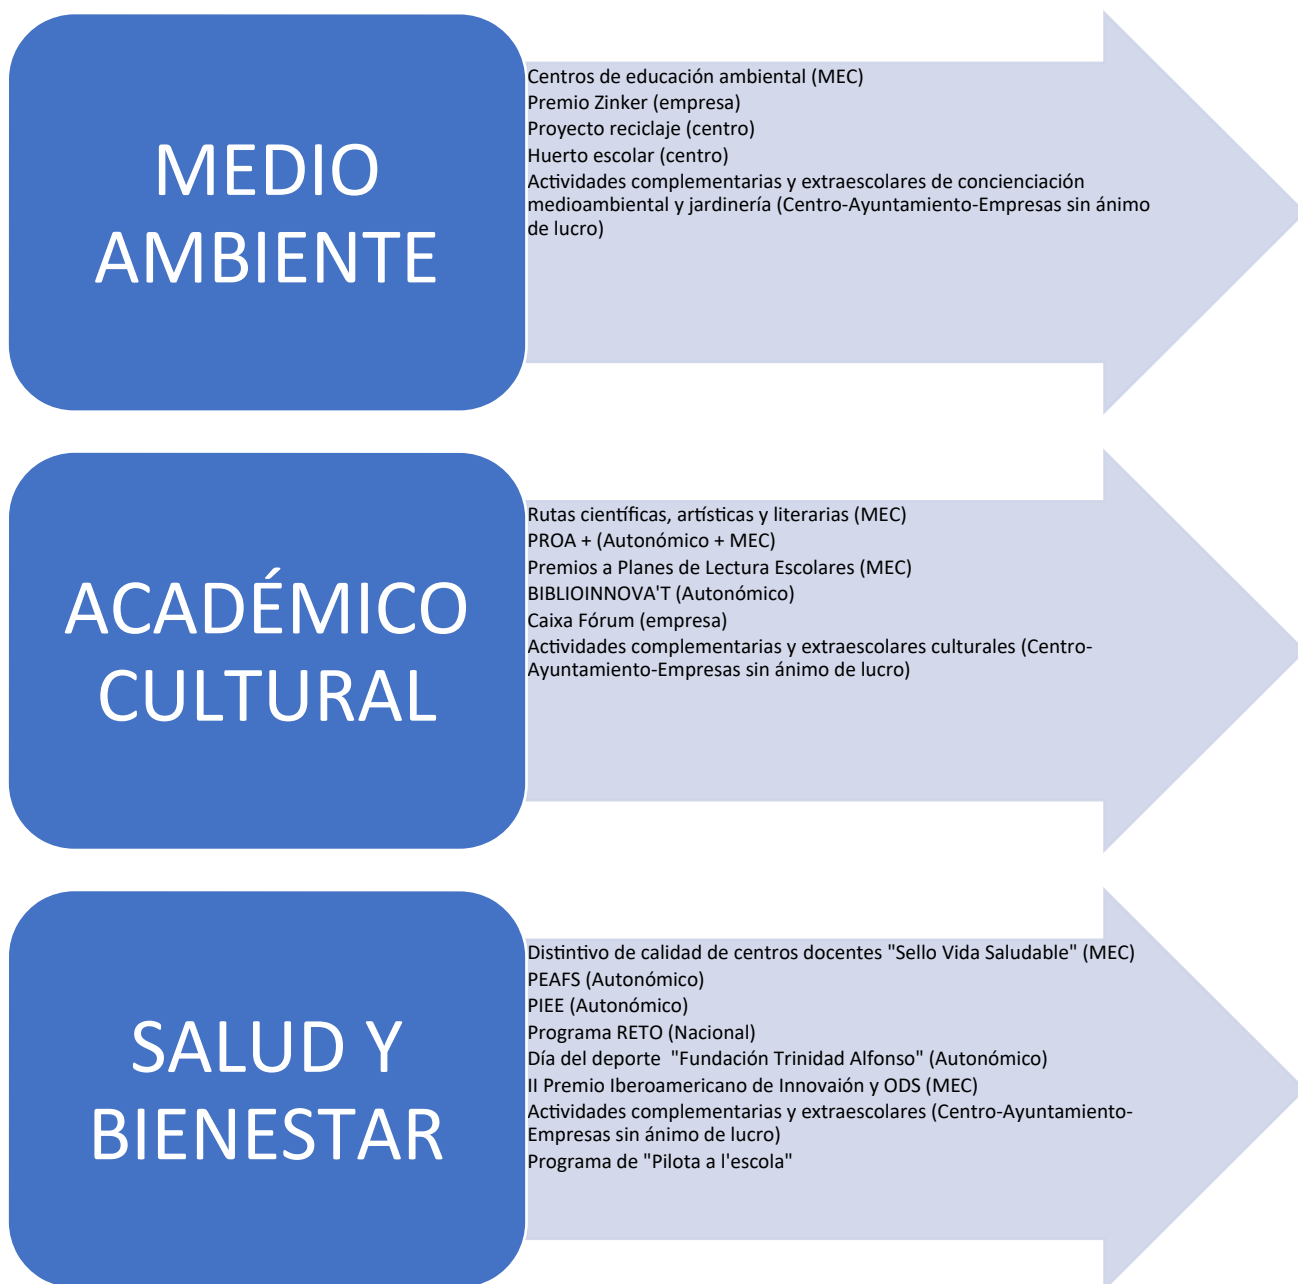 MEDIO
AMBIENTE
Centros de educación ambiental (MEC)
Premio Zinker (empresa)
Proyecto reciclaje (centro)
Huerto escolar (centro)
Actividades complementarias y extraescolares de concienciación
medioambiental y jardinería (Centro-Ayuntamiento-Empresas sin ánimo
de lucro)
ACADÉMICO
CULTURAL
Rutas científicas, artísticas y literarias (MEC)
PROA + (Autonómico + MEC)
Premios a Planes de Lectura Escolares (MEC)
BIBLIOINNOVA'T (Autonómico)
Caixa Fórum (empresa)
Actividades complementarias y extraescolares culturales (Centro-
Ayuntamiento-Empresas sin ánimo de lucro)
SALUD Y
BIENESTAR
Distintivo de calidad de centros docentes "Sello Vida Saludable" (MEC)
PEAFS (Autonómico)
PIEE (Autonómico)
Programa RETO (Nacional)
Día del deporte  "Fundación Trinidad Alfonso" (Autonómico)
II Premio Iberoamericano de Innovaión y ODS (MEC)
Actividades complementarias y extraescolares (Centro-Ayuntamiento-
Empresas sin ánimo de lucro)
Programa de "Pilota a l'escola"